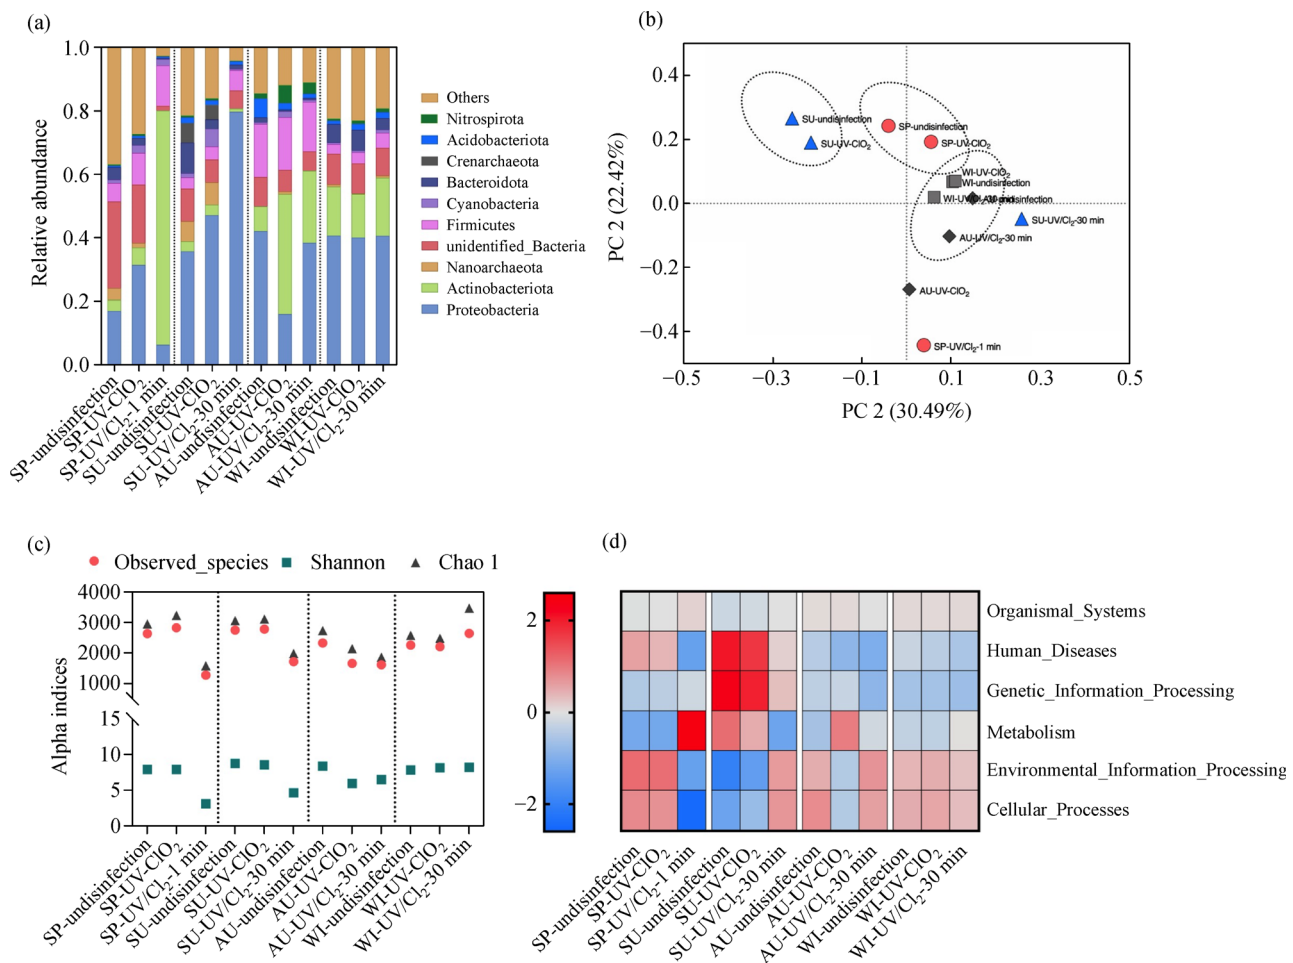 (a)
1.0
0.8
0.6
0.4
0.2
0.0
Relative abundance
SP-undisinfection
SP-UV-ClO2
SP-UV/Cl2-1 min
SU-undisinfection
SU-UV-ClO2
SU-UV/Cl2-30 min
AU-undisinfection
AU-UV-ClO2
AU-UV/Cl2-30 min
WI-undisinfection
WI-UV-ClO2
WI-UV/Cl2-30 min
Others
Nitrospirota
Acidobacteriota
Crenarchaeota
Bacteroidota
Cyanobacteria
Firmicutes
unidentified_Bacteria
Nanoarchaeota
Actinobacteriota
Proteobacteria
(b)
0.4
0.2
0.0
−0.2
−0.4
PC 2 (22.42%)
SU-undisinfection
SU-UV-ClO2
SP-undisinfection
SP-UV-ClO2
WI-UV-ClO2
WI-undisinfection
SU-UV/Cl2-30 min
AU-UV/Cl2-30 min
AU-UV-ClO2
SP-UV/Cl2-1 min
−0.5
−0.3
−0.1
0.1
0.3
0.5
PC 2 (30.49%)
(c)
Observed_species
Shannon
Chao 1
4000
3000
2000
1000
15
10
5
0
Alpha indices
SP-undisinfection
SP-UV-ClO2
SP-UV/Cl2-1 min
SU-undisinfection
SU-UV-ClO2
SU-UV/Cl2-30 min
AU-undisinfection
AU-UV-ClO2
AU-UV/Cl2-30 min
WI-undisinfection
WI-UV-ClO2
WI-UV/Cl2-30 min
(d)
2
0
−2
Organismal_Systems
Human_Diseases
Genetic_Information_Processing
Metabolism
Environmental_Information_Processing
Cellular_Processes
SP-undisinfection
SP-UV-ClO2
SP-UV/Cl2-1 min
SU-undisinfection
SU-UV-ClO2
SU-UV/Cl2-30 min
AU-undisinfection
AU-UV-ClO2
AU-UV/Cl2-30 min
WI-undisinfection
WI-UV-ClO2
WI-UV/Cl2-30 min